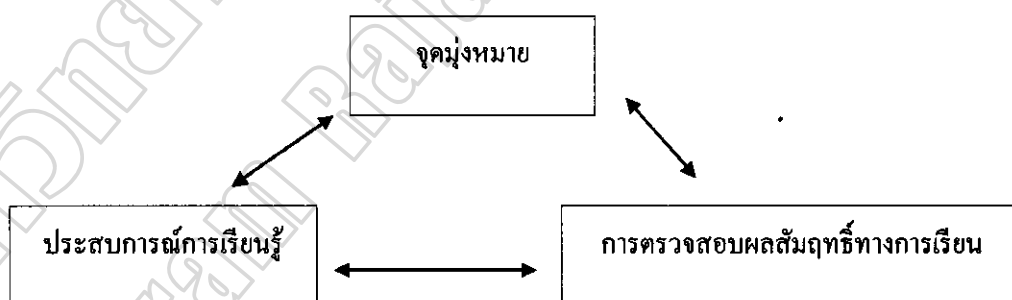 จุดมุ่งหมาย
ประสบการณ์การเรียนรู้
การตรวจสอบผลสัมฤทธิ์ทางการเรียน